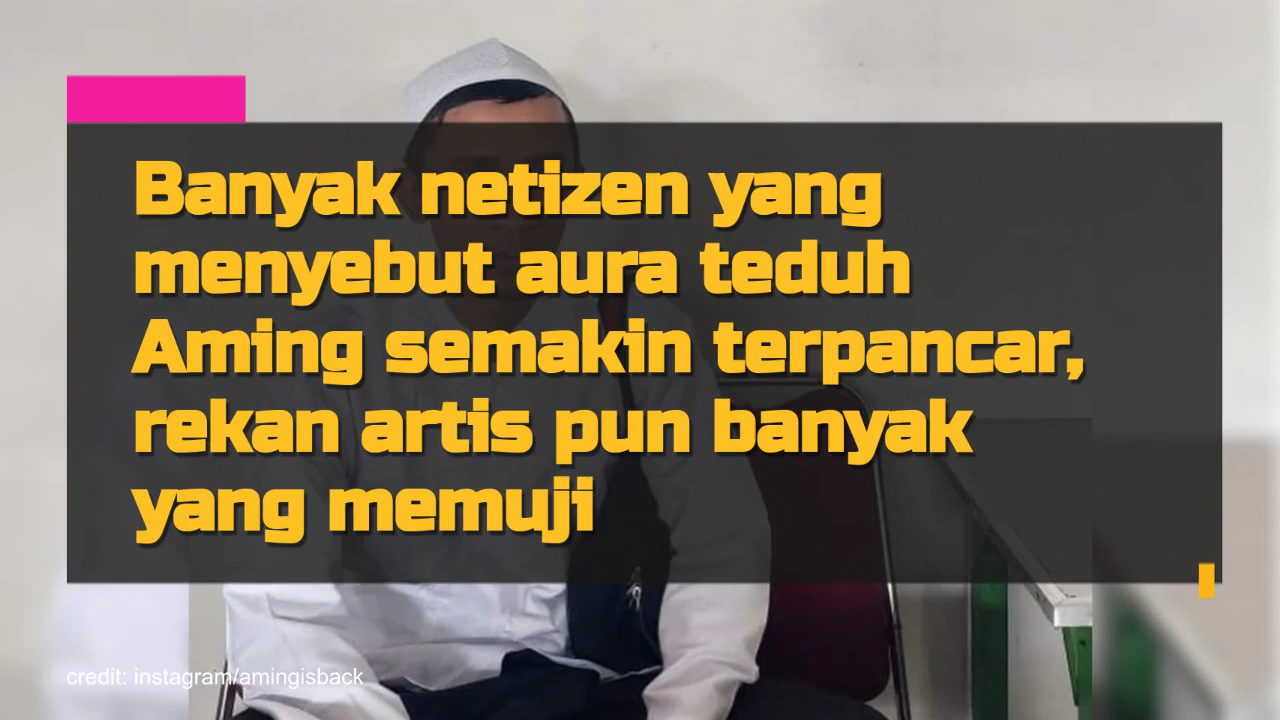 Banyak netizen yang
menyebut aura teduh
Aming semakin terpancar,
rekan artis pun banyak
yang memuji
credit: instagram/amingisback